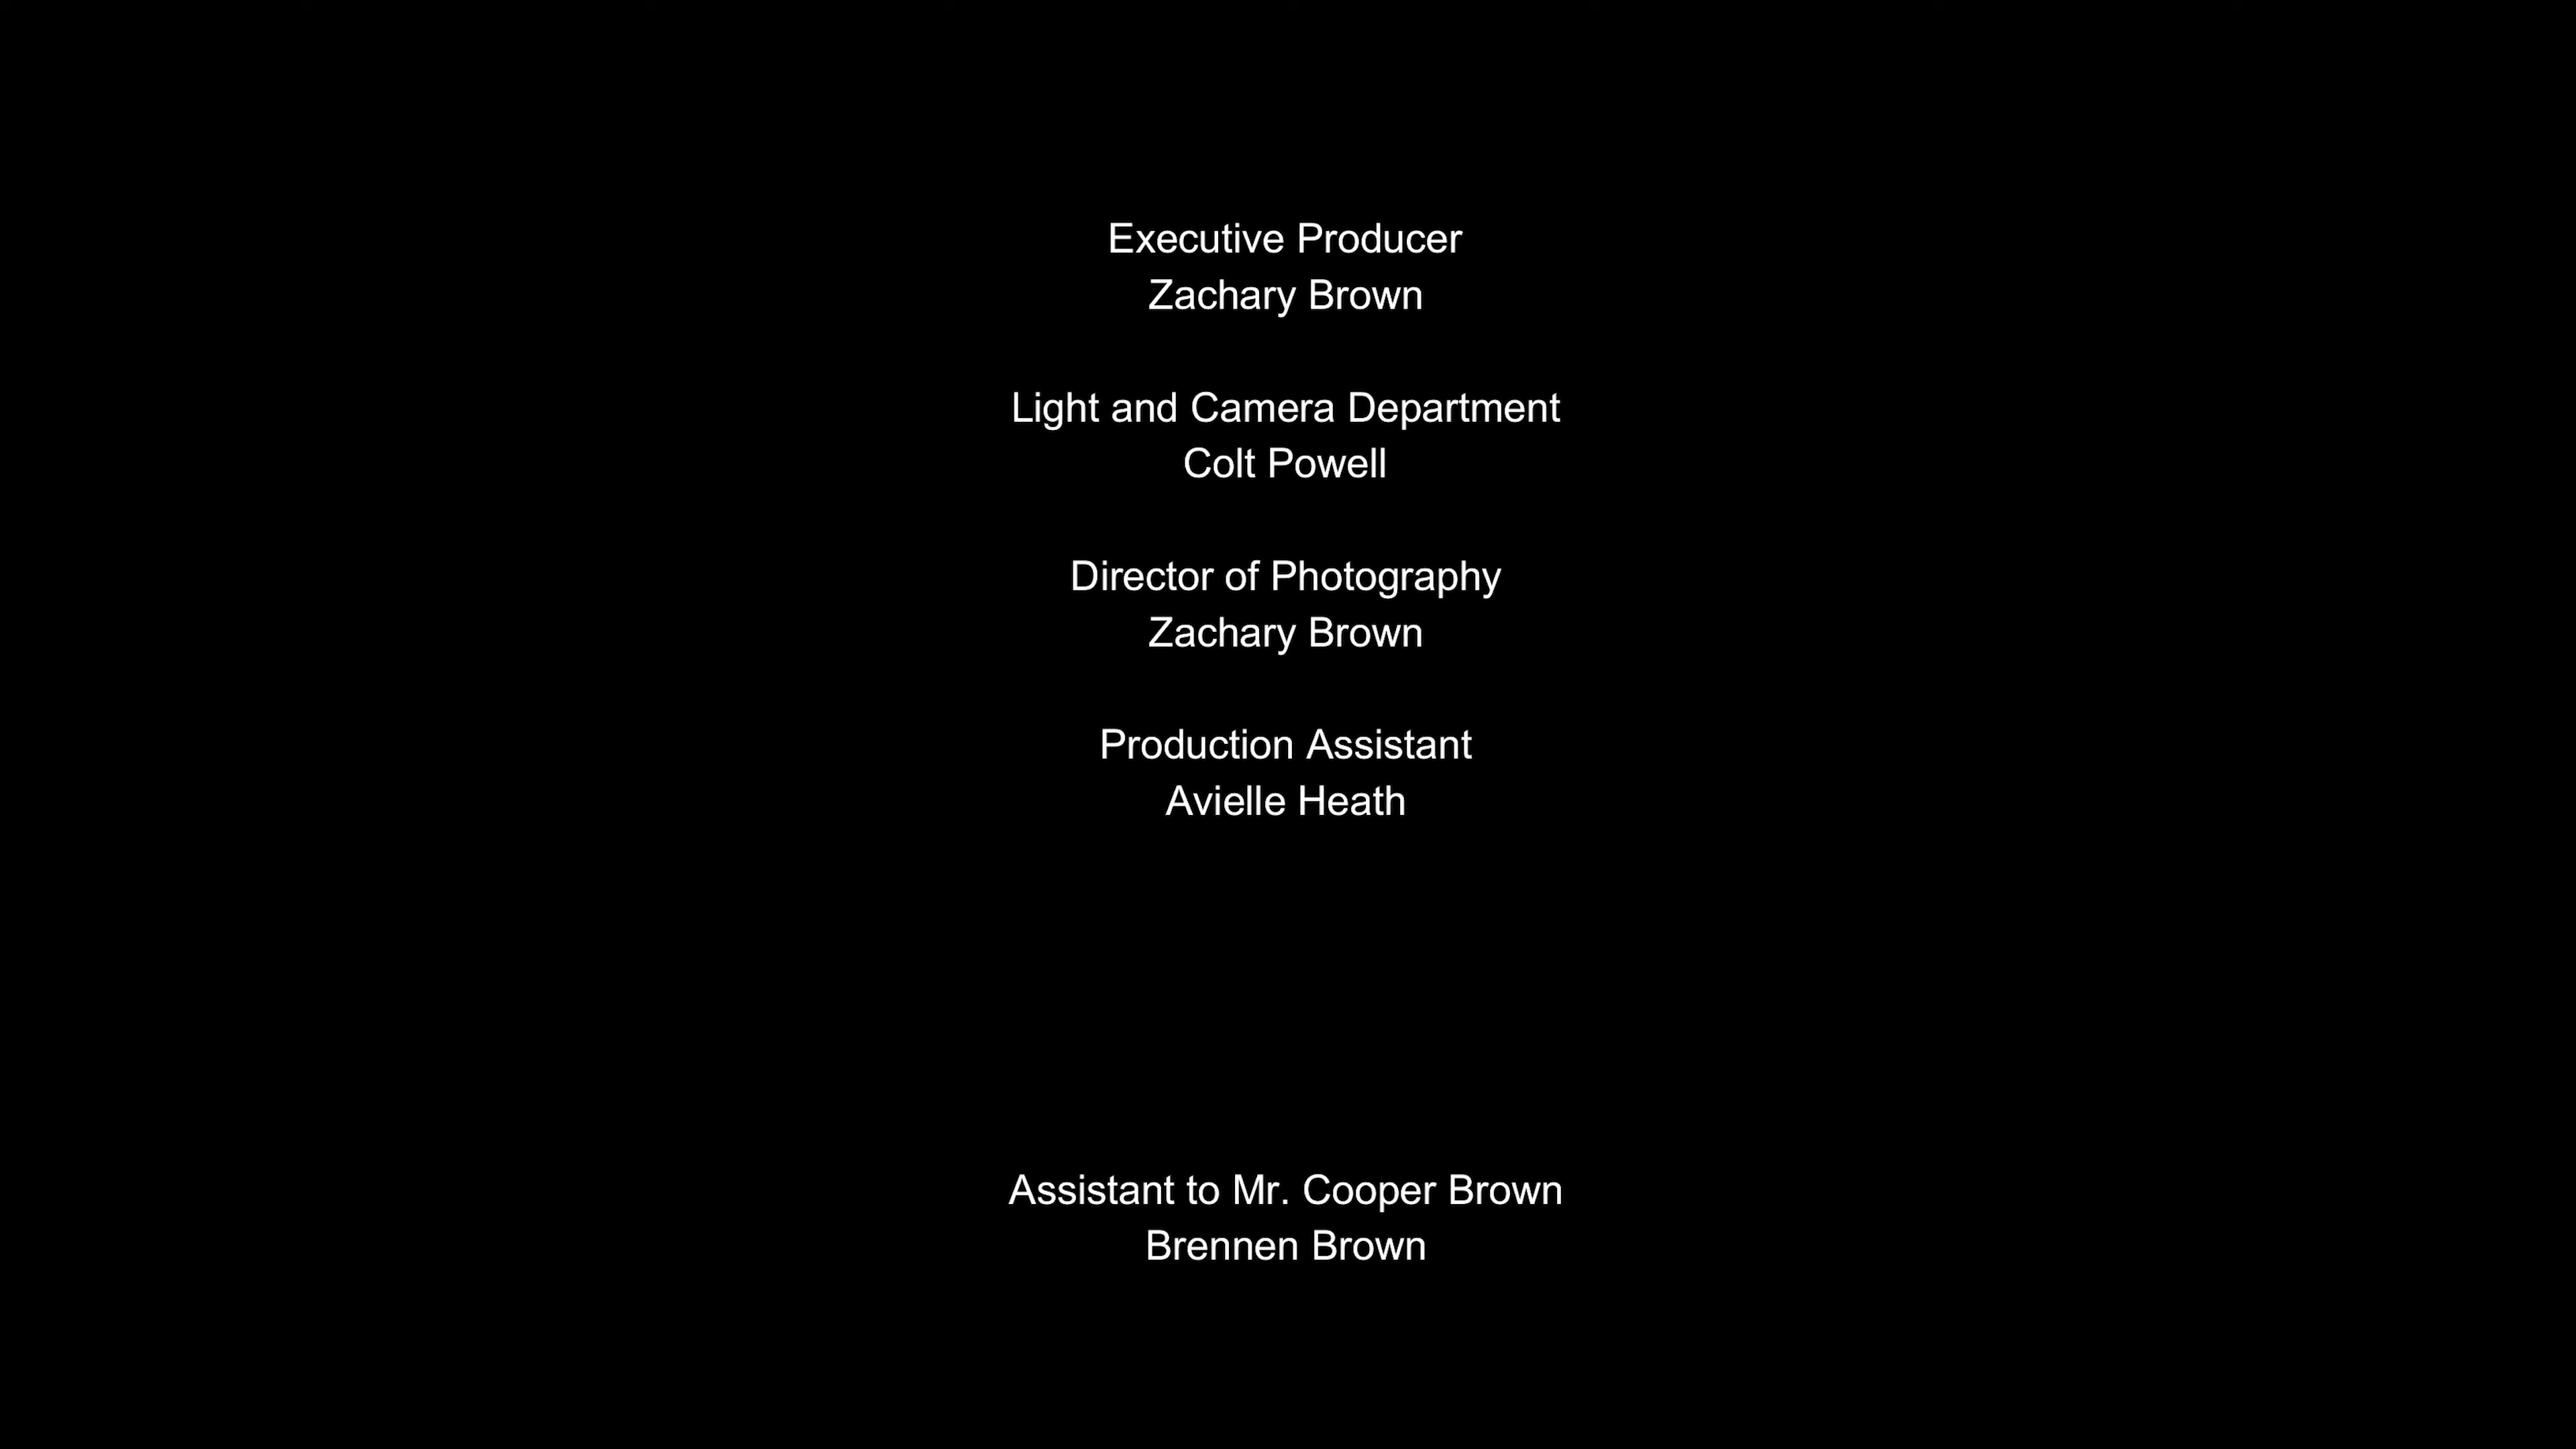 Executive Producer
Zachary Brown
Light and Camera Department
Colt Powell
Director of Photography
Zachary Brown
Production Assistant
Avielle Heath
Assistant to Mr. Cooper Brown
Brennen Brown